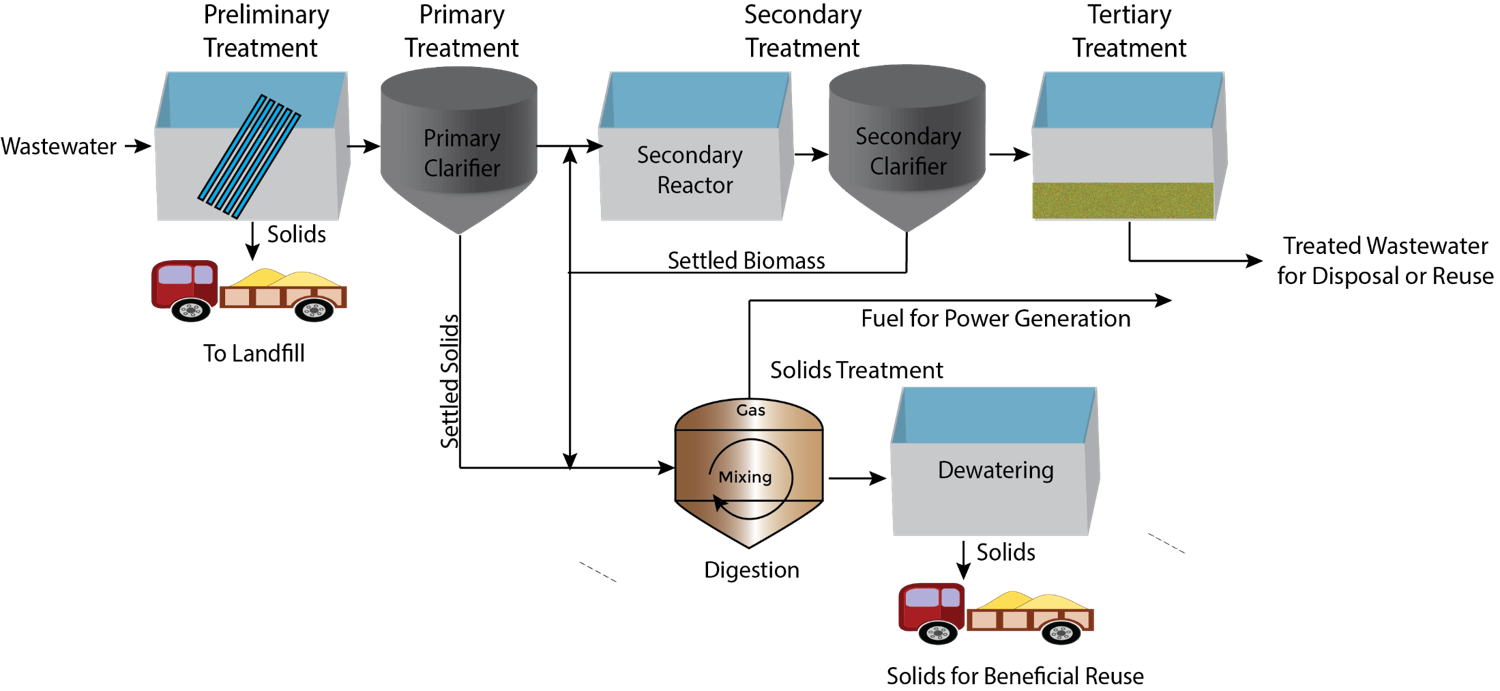 Preliminary
Treatment
Primary
Treatment
Secondary
Treatment
Tertiary
Treatment
Wastewater
Primary
Clarifier
Secondary
Reactor
Secondary
Clarifier
Solids
To Landfill
Settled Biomass
Treated Wastewater
for Disposal or Reuse
Settled Solids
Fuel for Power Generation
Solids Treatment
Gas
Mixing
Digestion
Dewatering
Solids
Solids for Beneficial Reuse